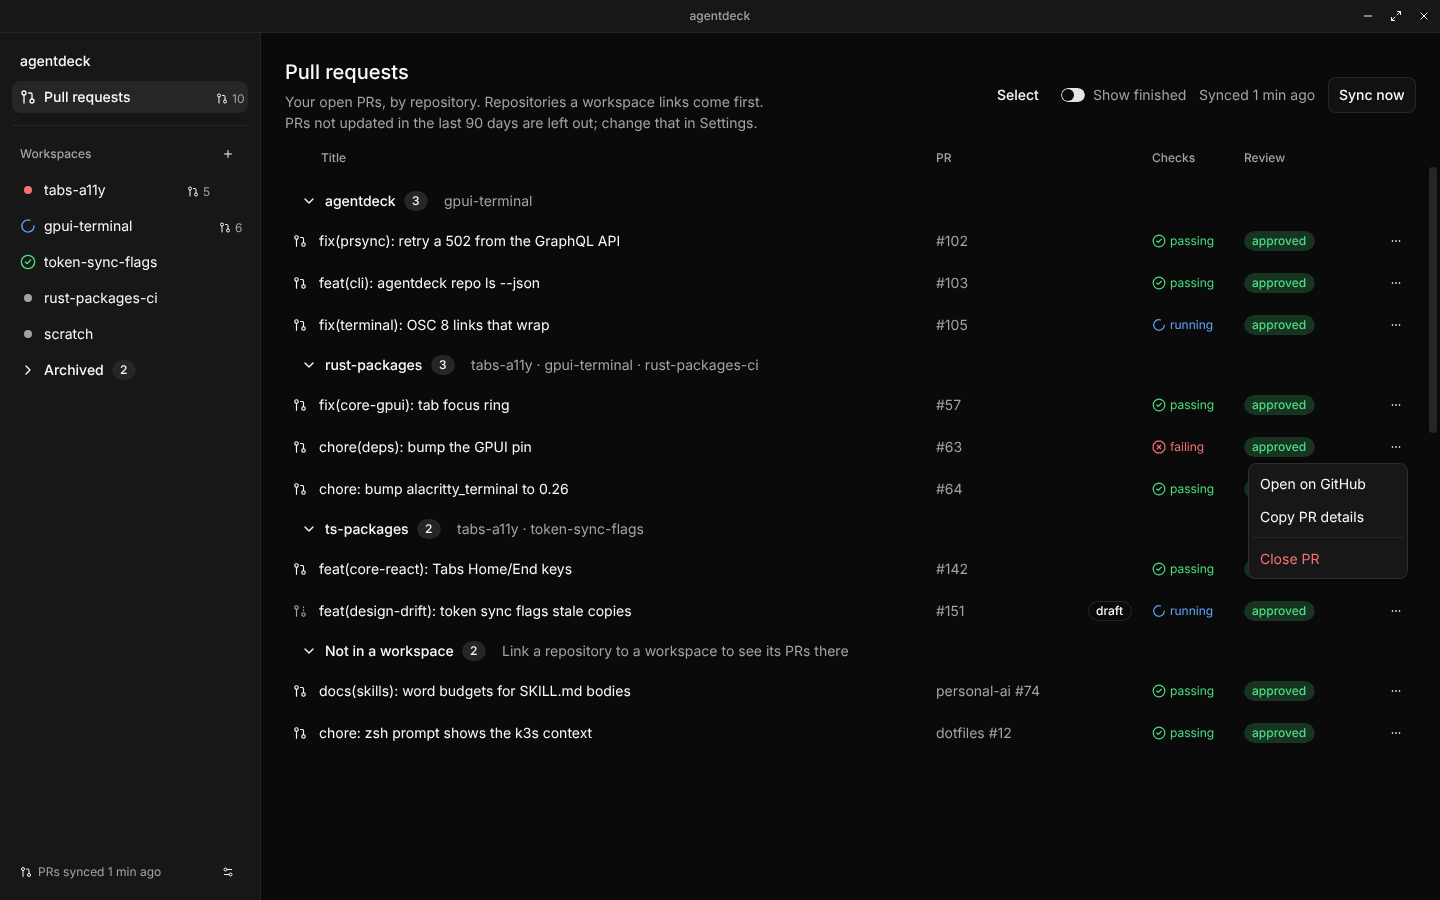 agentdeck
agentdeck
Pull requests 10
Workspaces
tabs-a11y 5
gpui-terminal 6
token-sync-flags
rust-packages-ci
scratch
Archived 2
PRs synced 1 min ago
Pull requests
Your open PRs, by repository. Repositories a workspace links come first.
PRs not updated in the last 90 days are left out; change that in Settings.
Select Show finished Synced 1 min ago Sync now
Title PR Checks Review
agentdeck 3 gpui-terminal
fix(prsync): retry a 502 from the GraphQL API #102 passing approved
feat(cli): agentdeck repo ls --json #103 passing approved
fix(terminal): OSC 8 links that wrap #105 running approved
rust-packages 3 tabs-a11y · gpui-terminal · rust-packages-ci
fix(core-gpui): tab focus ring #57 passing approved
chore(deps): bump the GPUI pin #63 failing approved
chore: bump alacritty_terminal to 0.26 #64 passing
ts-packages 2 tabs-a11y · token-sync-flags
feat(core-react): Tabs Home/End keys #142 passing
feat(design-drift): token sync flags stale copies #151 draft running approved
Not in a workspace 2 Link a repository to a workspace to see its PRs there
docs(skills): word budgets for SKILL.md bodies personal-ai #74 passing approved
chore: zsh prompt shows the k3s context dotfiles #12 passing approved
Open on GitHub
Copy PR details
Close PR